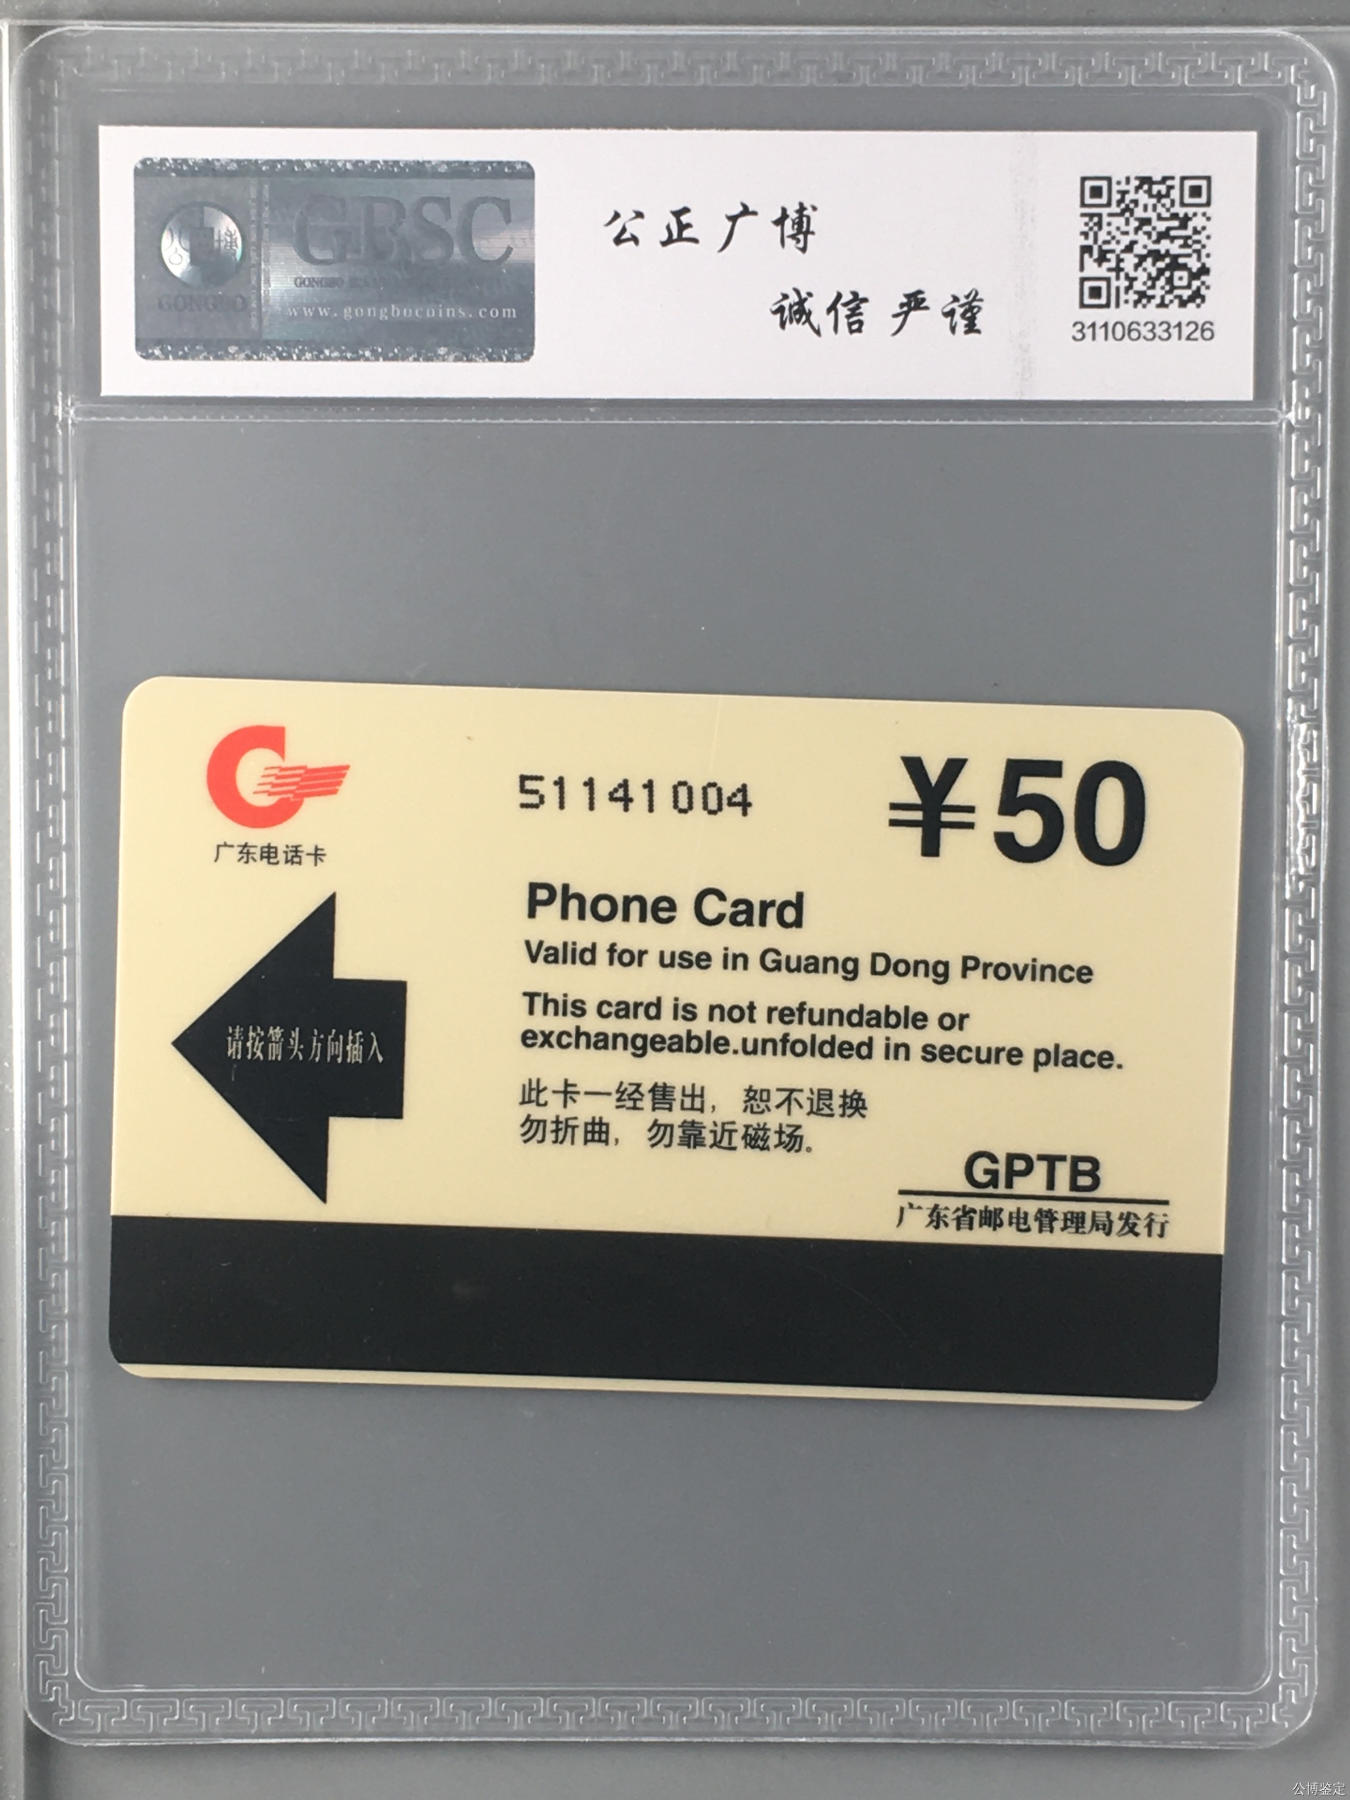 GBSC
GONGBO
www.gongbocoins.com
公正广博
诚信严谨
3110633126
广东电话卡
51141004
¥50
Phone Card
Valid for use in Guang Dong Province
This card is not refundable or
exchangeable.unfolded in secure place.
请按箭头方向插入
此卡一经售出，恕不退换
勿折曲，勿靠近磁场。
GPTB
广东省邮电管理局发行
公博鉴定